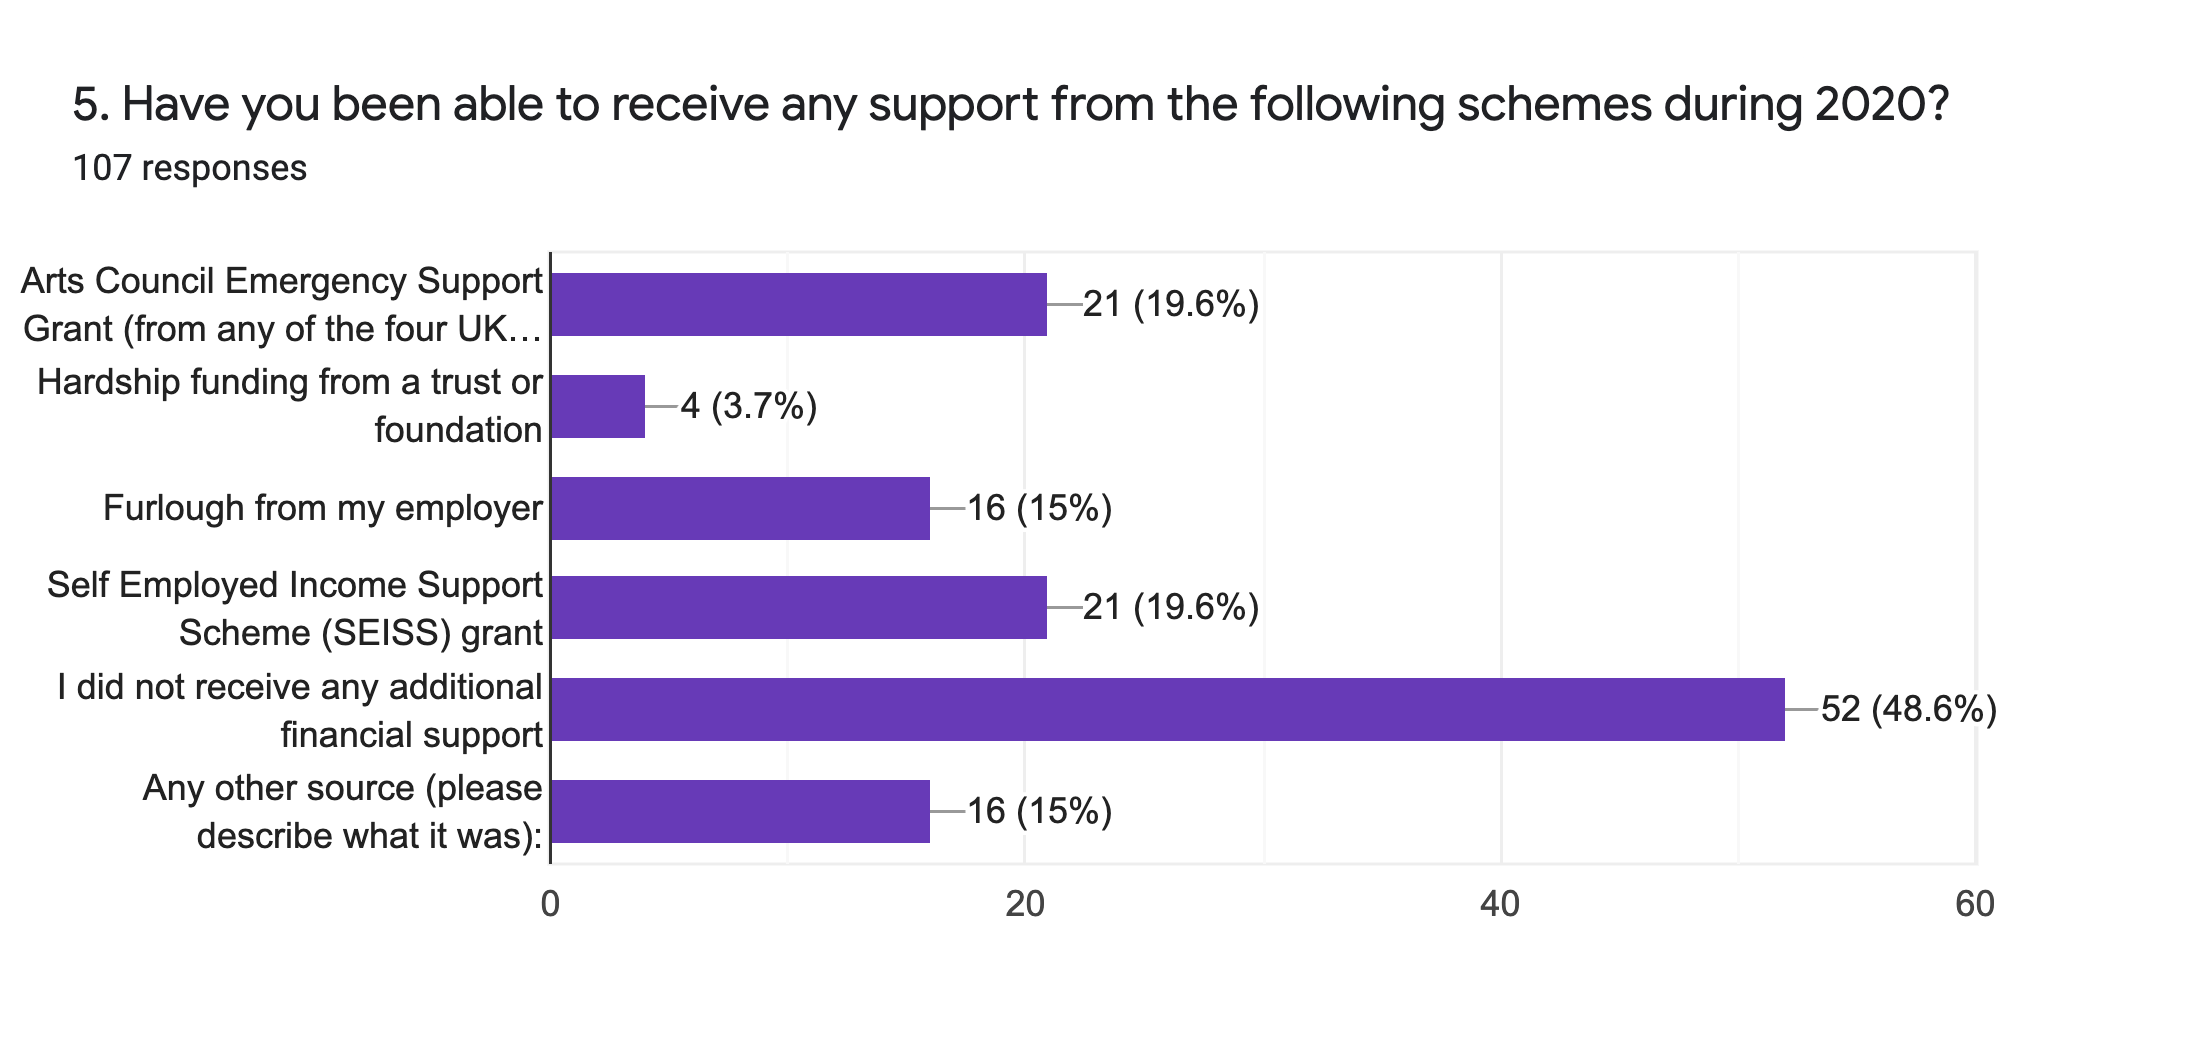 5. Have you been able to receive any support from the following schemes during 2020?
107 responses
Arts Council Emergency Support
Grant (from any of the four UK…
21 (19.6%)
Hardship funding from a trust or
foundation
4 (3.7%)
Furlough from my employer
16 (15%)
Self Employed Income Support
Scheme (SEISS) grant
21 (19.6%)
I did not receive any additional
financial support
52 (48.6%)
Any other source (please
describe what it was):
16 (15%)
0 20 40 60